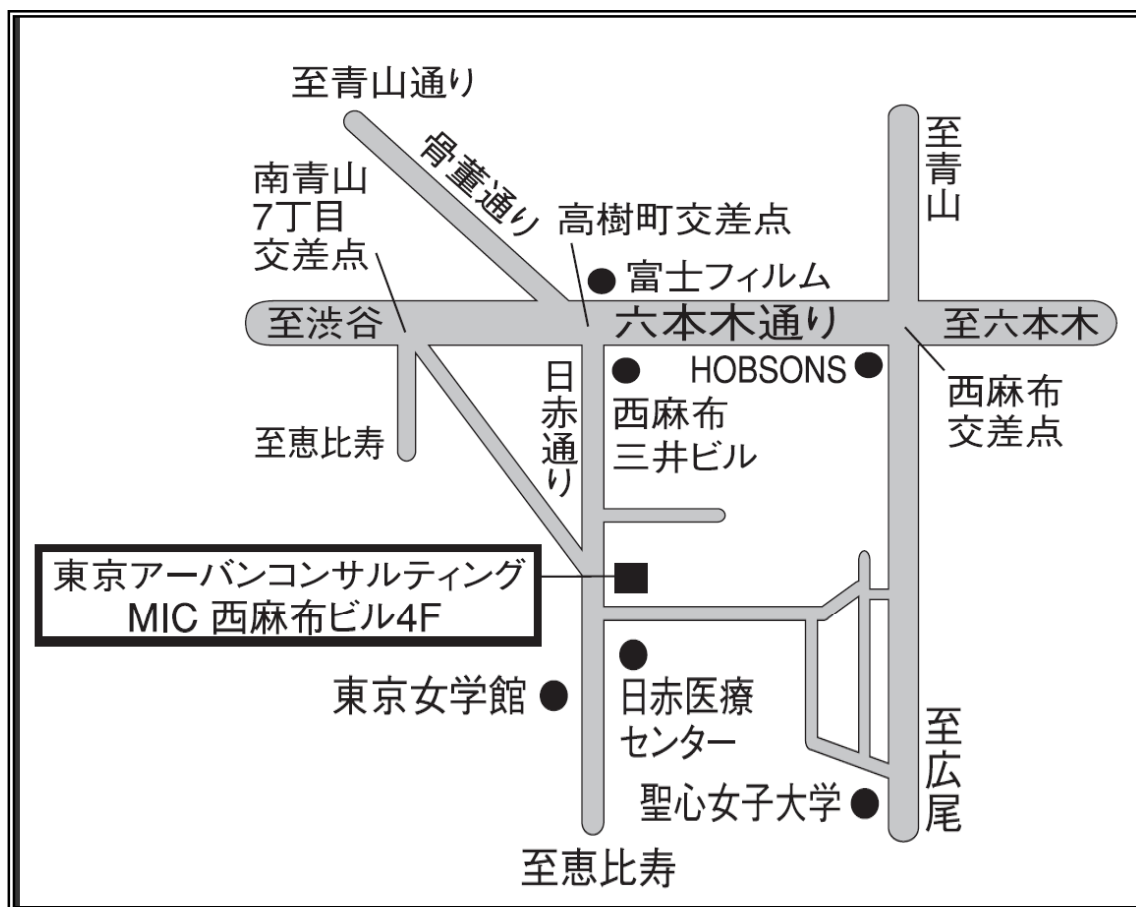 至青山通り
骨董通り
至青山
南青山
7丁目
交差点
高樹町交差点
富士フィルム
至渋谷
六本木通り
至六本木
日赤通り
HOBSONS
西麻布
三井ビル
西麻布
交差点
至恵比寿
東京アーバンコンサルティング
MIC 西麻布ビル4F
東京女学館
日赤医療
センター
至広尾
聖心女子大学
至恵比寿